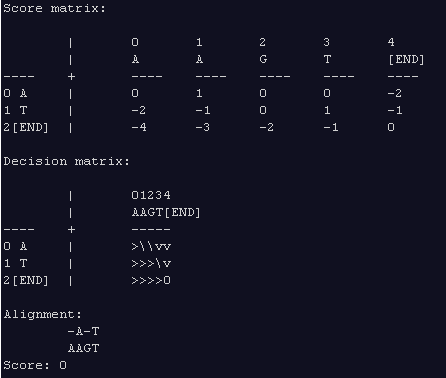 Score matrix:
| 0 1 2 3 4
| A A G T [END]
---- + ---- ---- ---- ---- ----
0 A | 0 1 0 0 -2
1 T | -2 -1 0 1 -1
2[END] | -4 -3 -2 -1 0
Decision matrix:
| 01234
| AAGT[END]
---- + -----
0 A | >\\vv
1 T | >>>\v
2[END] | >>>>0
Alignment:
-A-T
AAGT
Score: 0